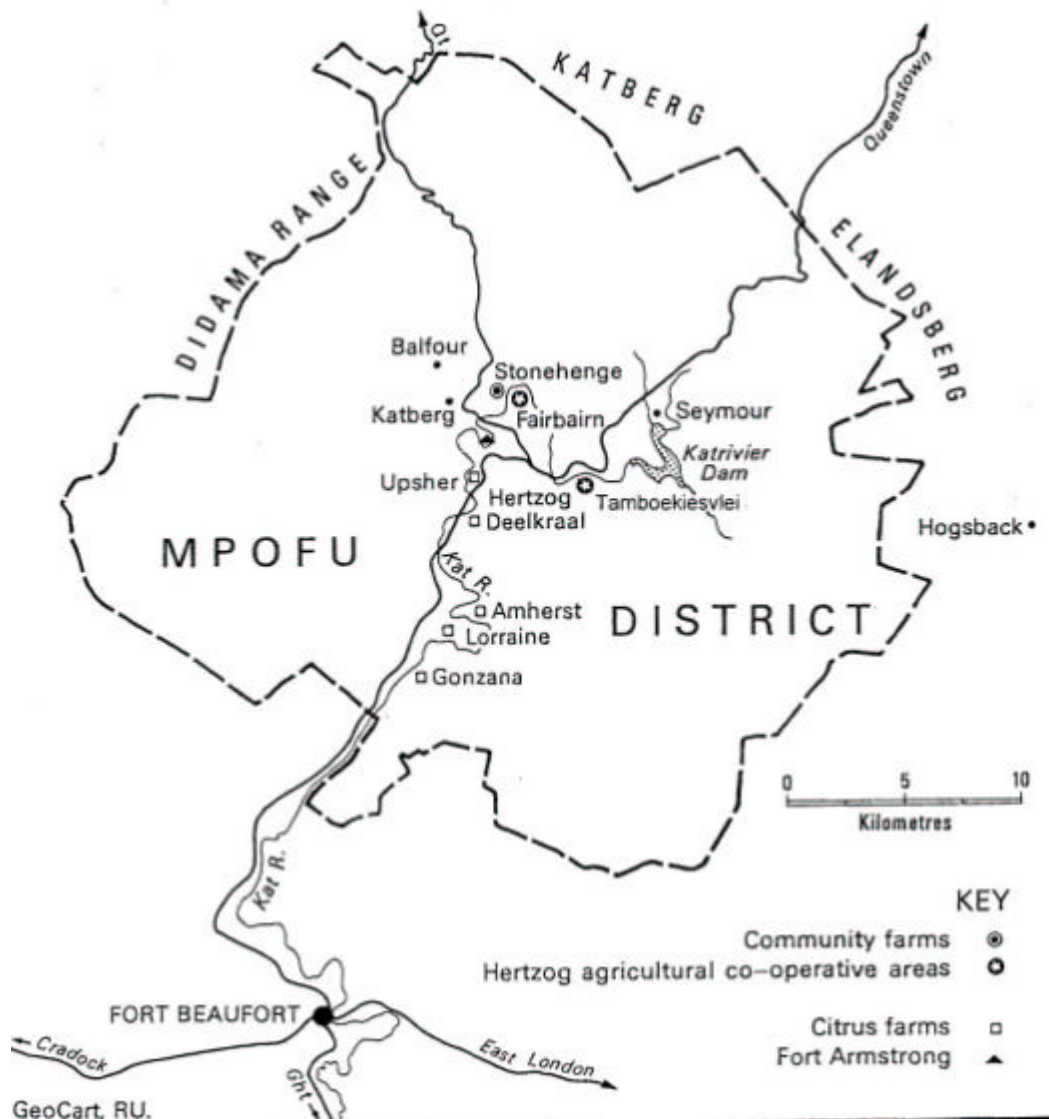 Qt
KATBERG
Queenstown
DIDAMA RANGE
ELANDSBERG
Balfour
Stonehenge
Katberg
Fairbairn
Seymour
Katrivier
Dam
Upsher
Hertzog
Tamboekiesvlei
Deelkraal
Hogsback
MPOFU
Kat R.
Amherst
DISTRICT
Lorraine
Gonzana
0 5 10
Kilometres
Kat R.
KEY
Community farms
Hertzog agricultural co-operative areas
FORT BEAUFORT
Citrus farms
Fort Armstrong
Cradock
East London
Ght
GeoCart, RU.